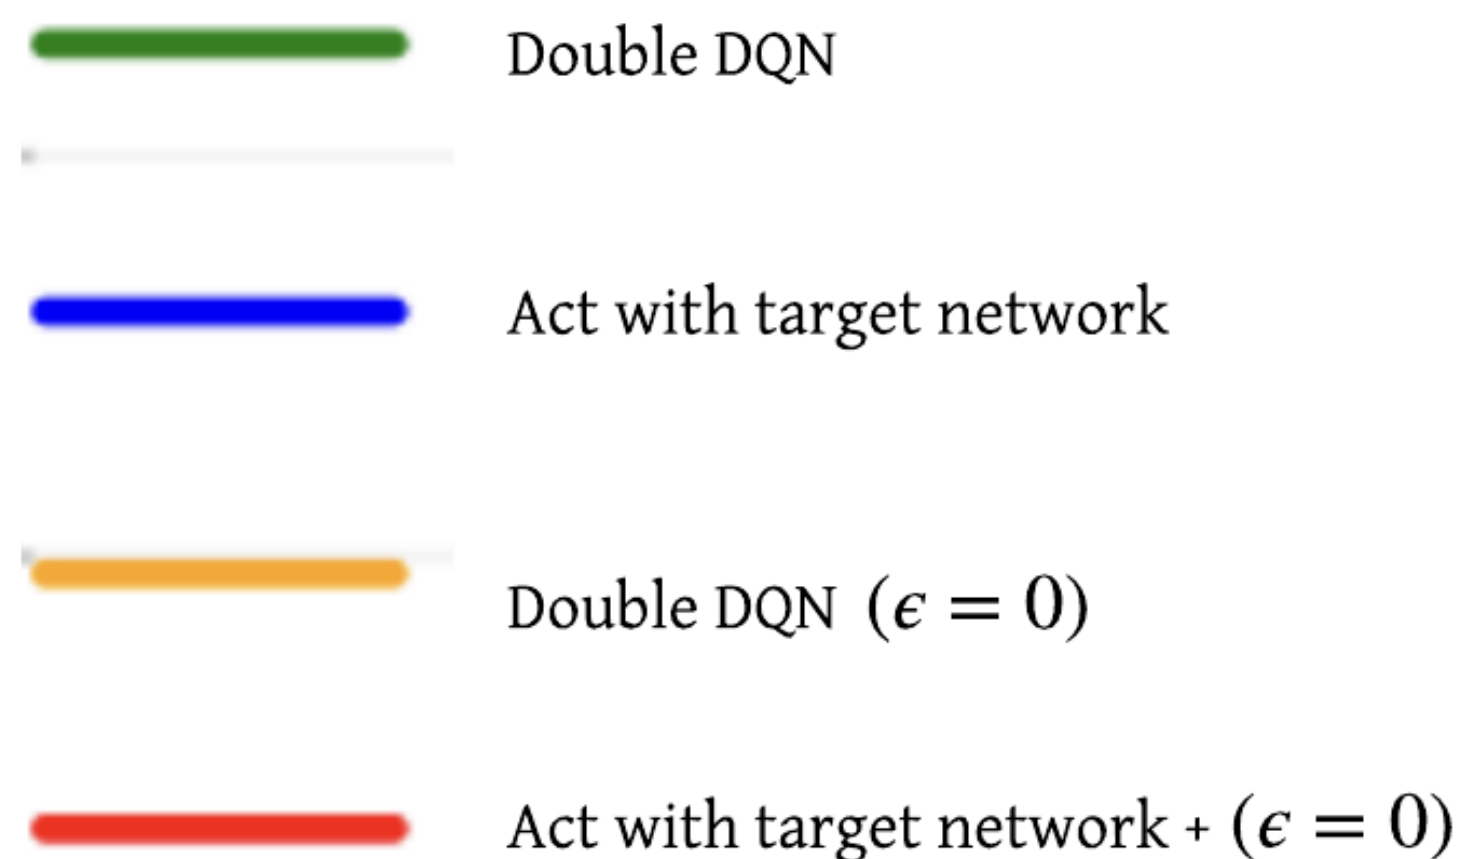 Double DQN
Act with target network
Double DQN (ϵ = 0)
Act with target network + (ϵ = 0)